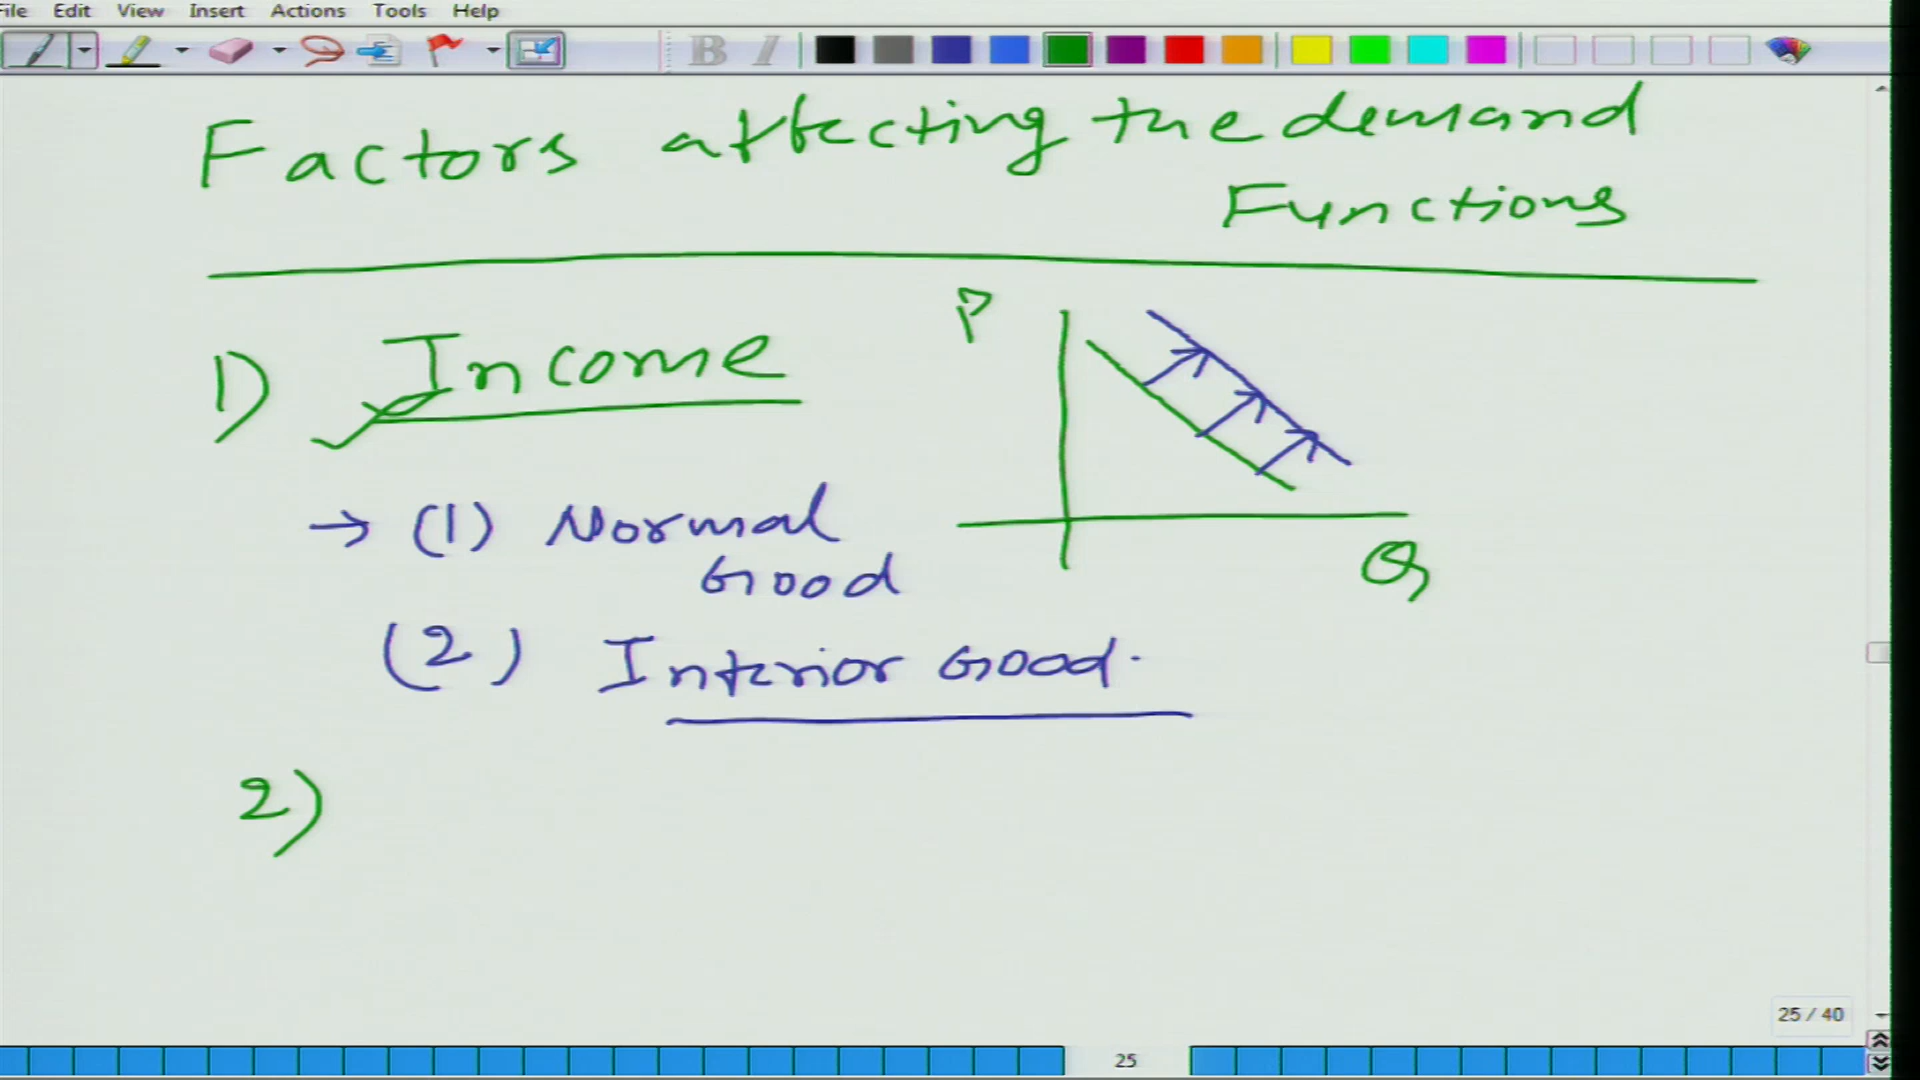 File Edit View Insert Actions Tools Help
B I
Factors affecting the demand
Functions
1) Income
P
→ (1) Normal
Good
Q
(2) Inferior Good.
2)
25 / 40
25